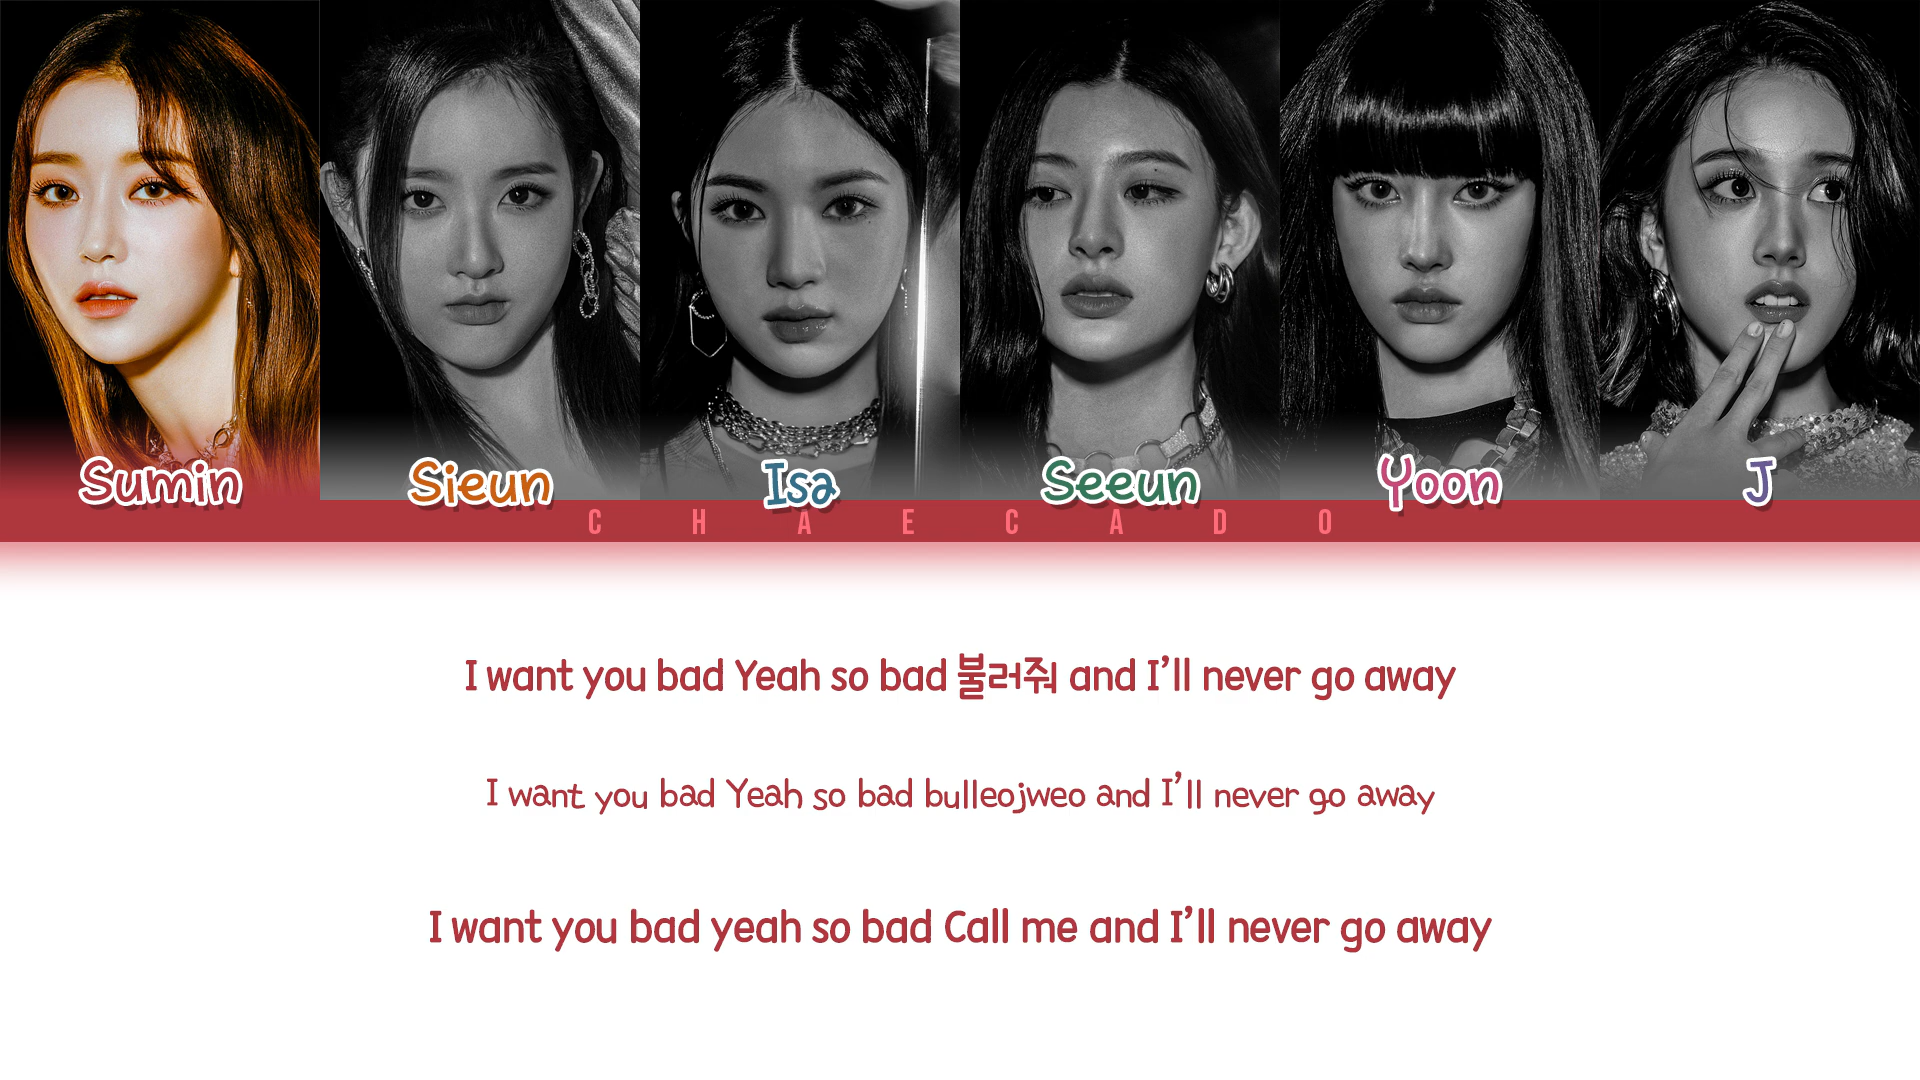 Sumin Sieun Isa Seeun Yoon J
CHAECADO
I want you bad Yeah so bad 불러줘 and I'll never go away
I want you bad Yeah so bad bulleojweo and I'll never go away
I want you bad yeah so bad Call me and I'll never go away